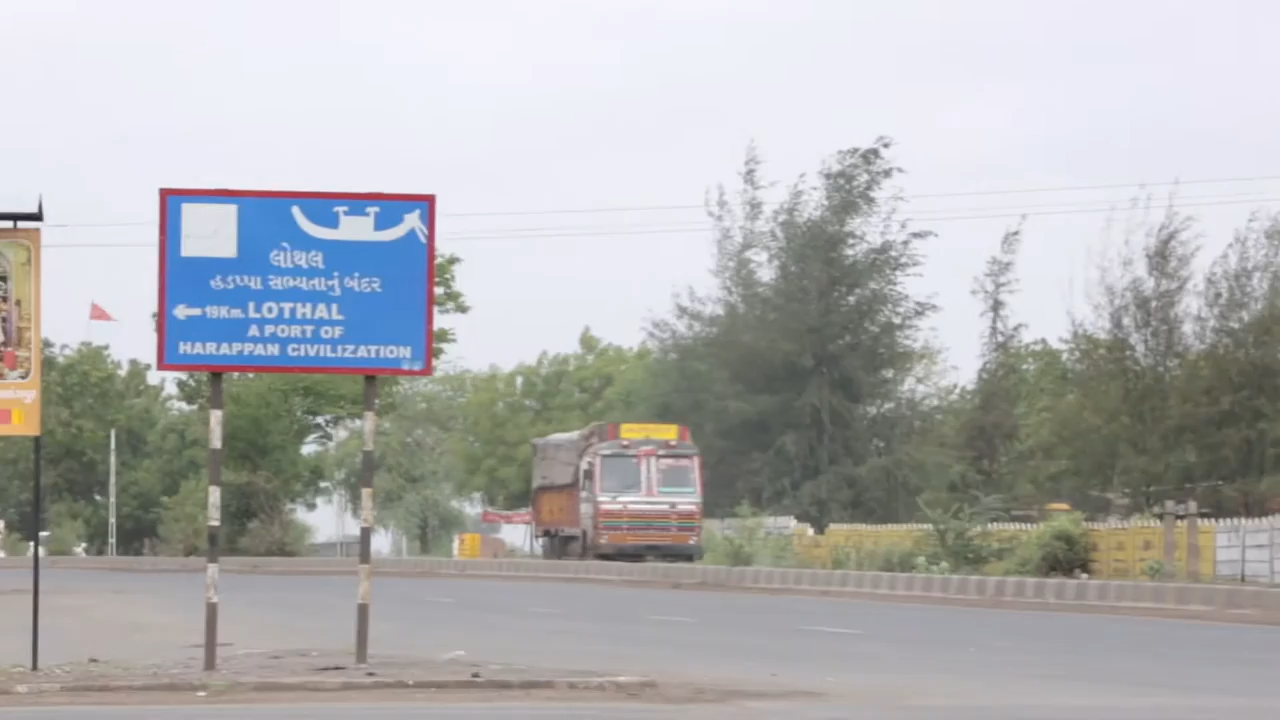 લોથલ
હડપ્પા સભ્યતાનું બંદર
19Km. LOTHAL
A PORT OF
HARAPPAN CIVILIZATION